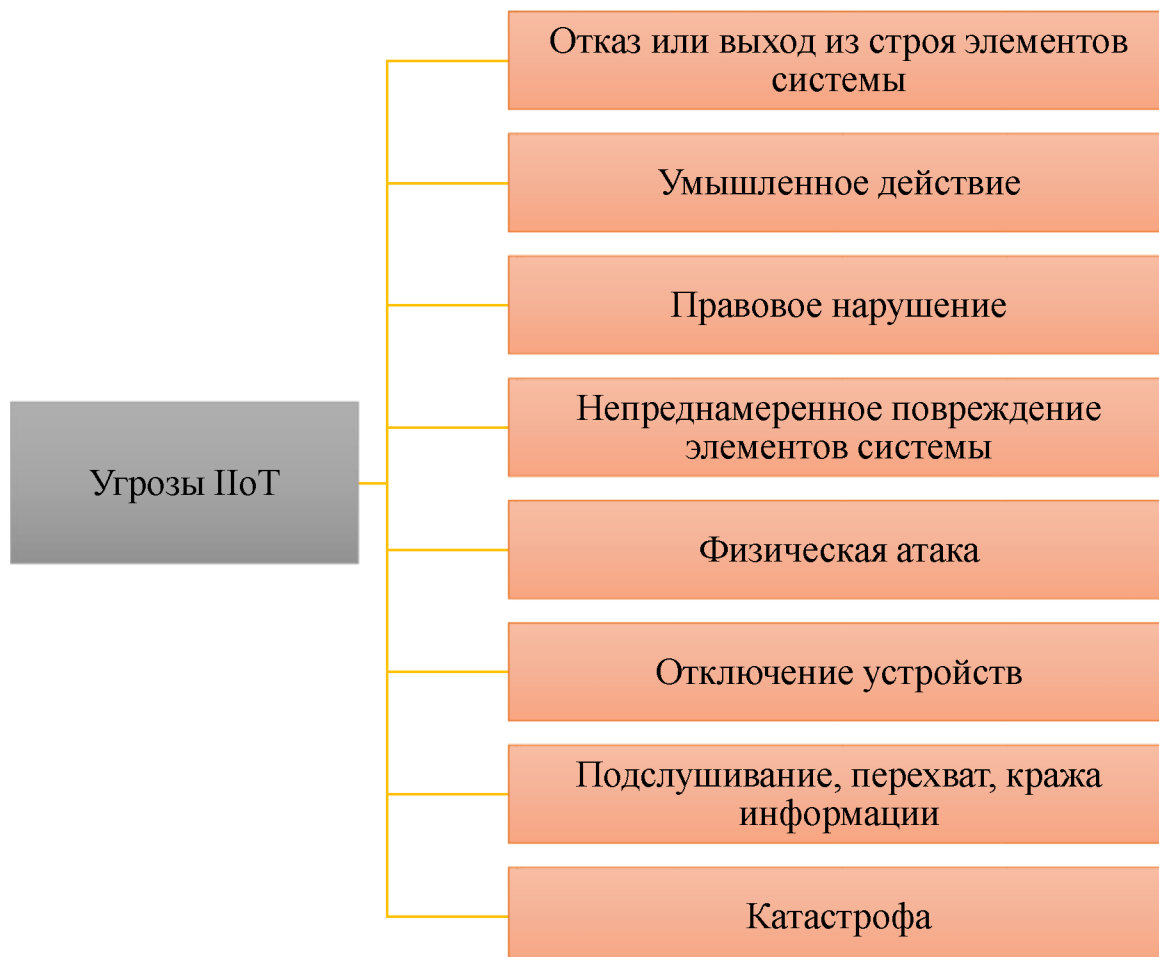 Отказ или выход из строя элементов
системы
Умышленное действие
Правовое нарушение
Непреднамеренное повреждение
элементов системы
Угрозы IIoT
Физическая атака
Отключение устройств
Подслушивание, перехват, кража
информации
Катастрофа